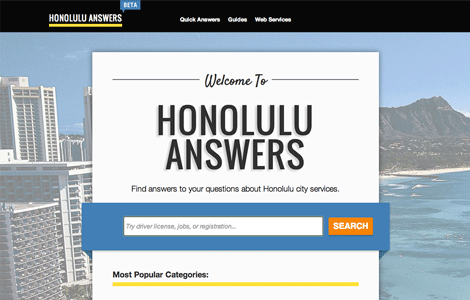 BETA
HONOLULU ANSWERS
Quick Answers Guides Web Services
Welcome To
HONOLULU
ANSWERS
Find answers to your questions about Honolulu city services.
Try driver license, jobs, or registration...
SEARCH
Most Popular Categories: